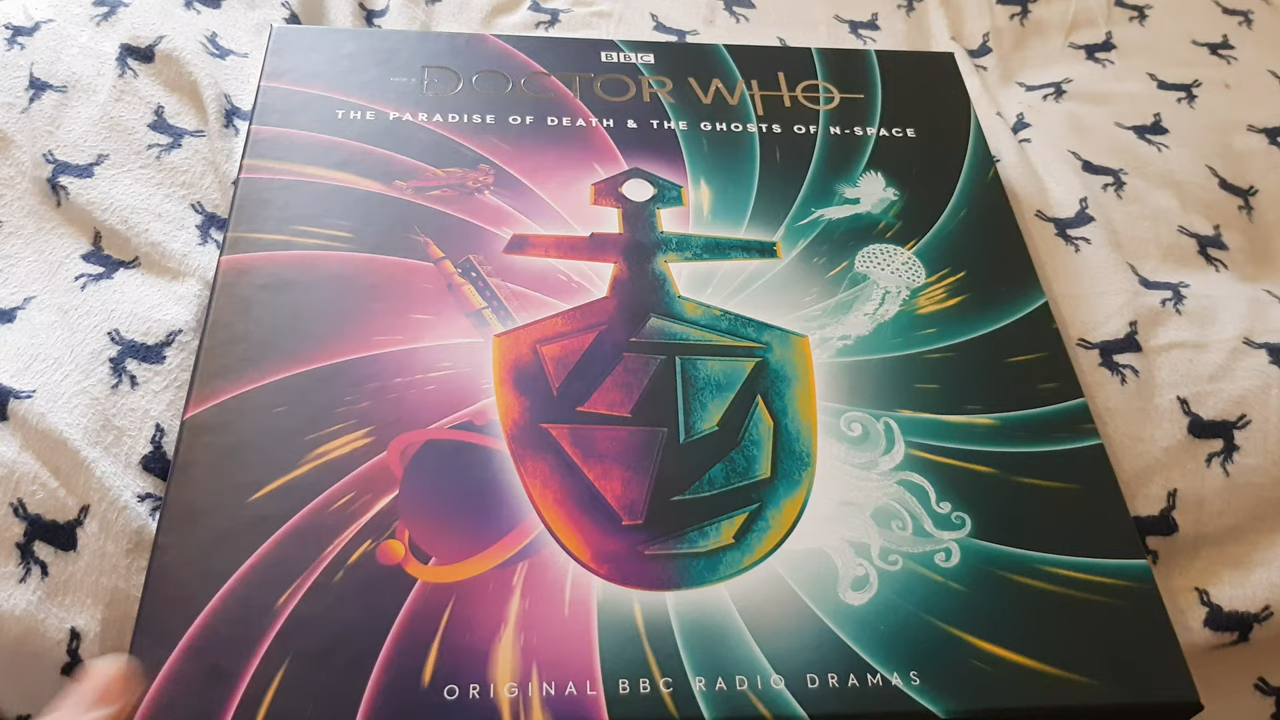 BBC
DOCTOR WHO
THE PARADISE OF DEATH & THE GHOSTS OF N-SPACE
ORIGINAL BBC RADIO DRAMAS